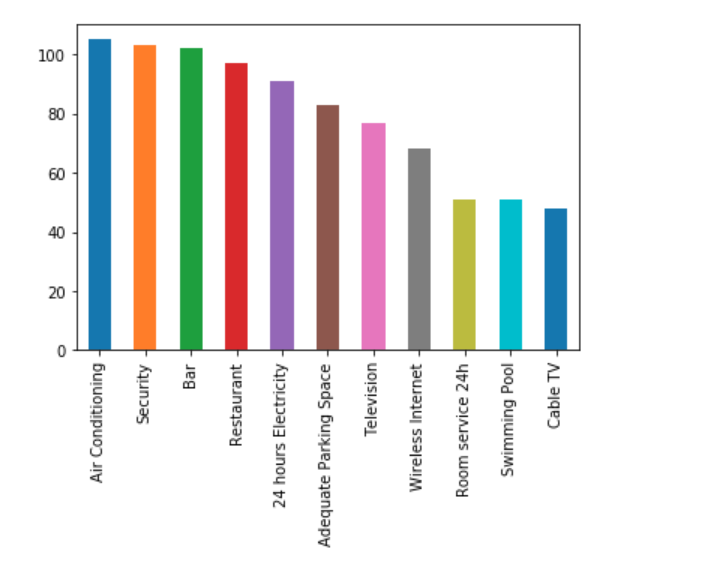 100
80
60
40
20
0
Air Conditioning
Security
Bar
Restaurant
24 hours Electricity
Adequate Parking Space
Television
Wireless Internet
Room service 24h
Swimming Pool
Cable TV